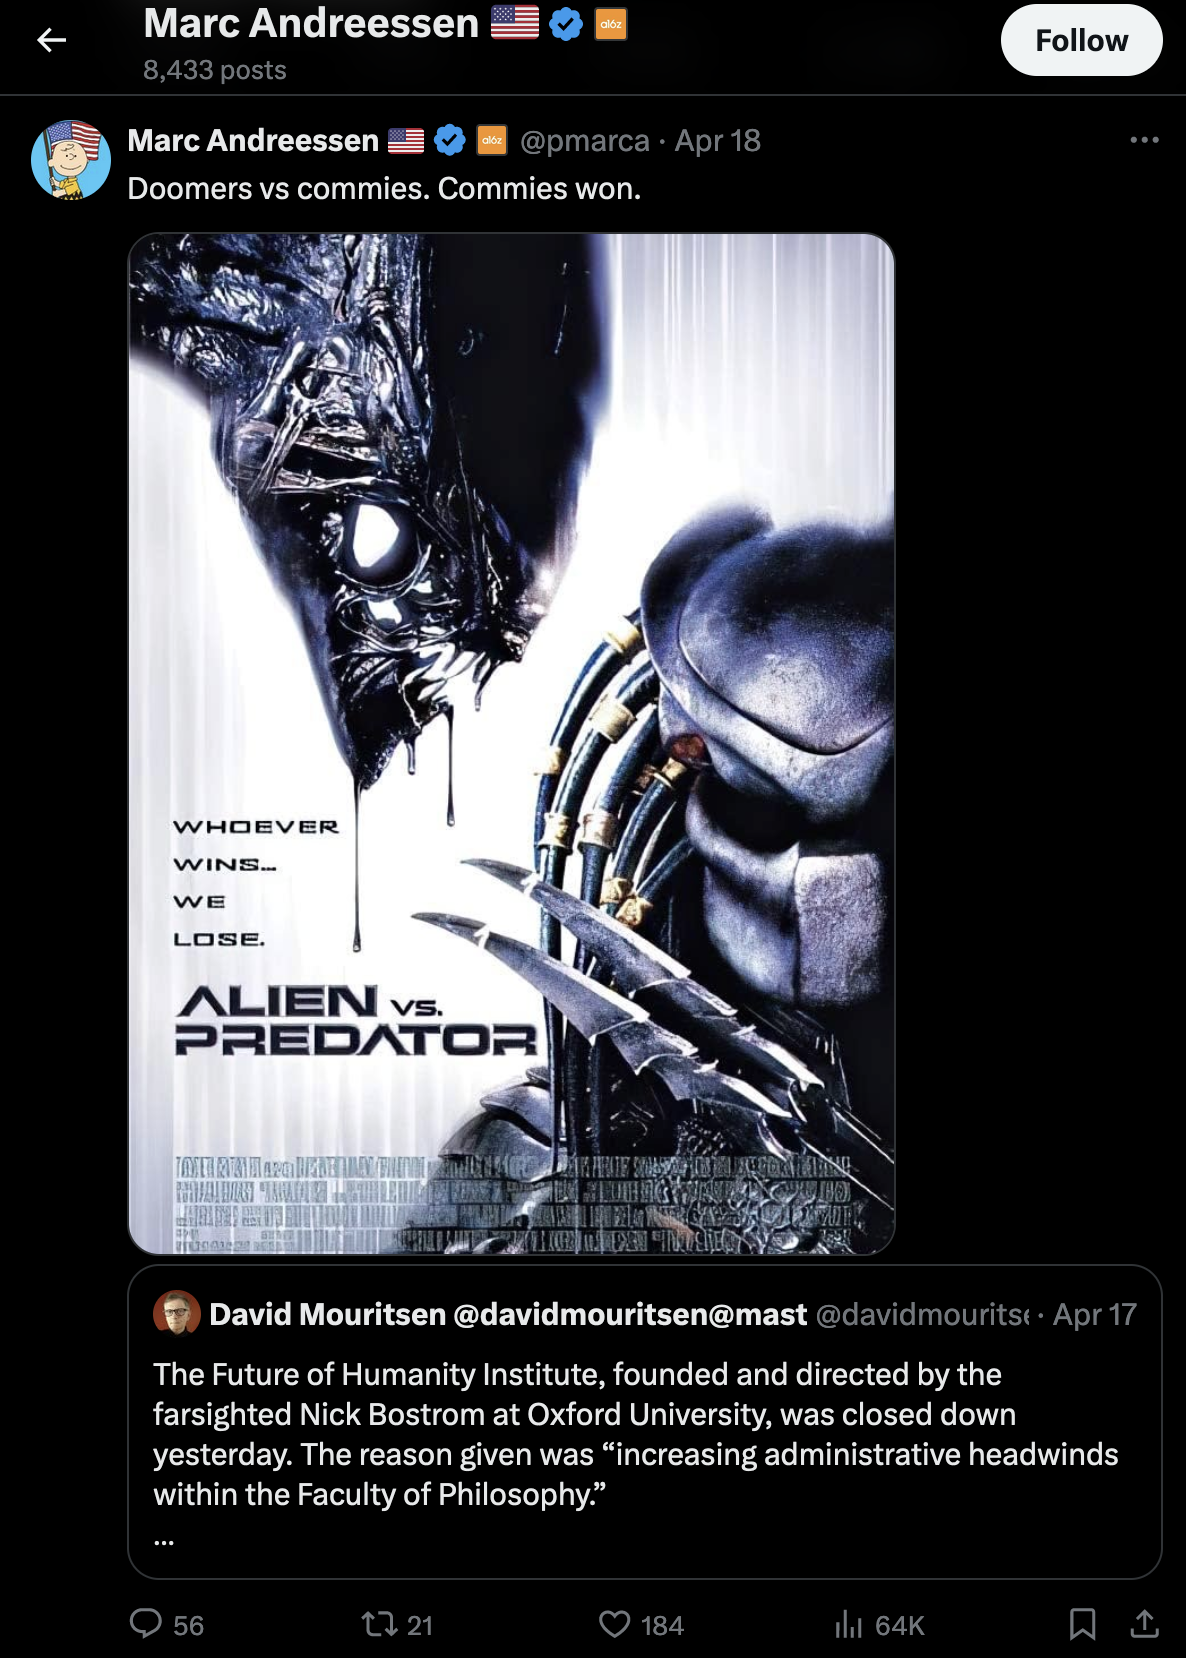 Marc Andreessen 🇺🇸 a16z
8,433 posts
Follow
Marc Andreessen 🇺🇸 a16z @pmarca · Apr 18
Doomers vs commies. Commies won.
WHOEVER
WINS...
WE
LOSE.
ALIEN VS.
PREDATOR
David Mouritsen @davidmouritsen@mast @davidmouritse · Apr 17
The Future of Humanity Institute, founded and directed by the
farsighted Nick Bostrom at Oxford University, was closed down
yesterday. The reason given was “increasing administrative headwinds
within the Faculty of Philosophy.”
...
56 21 184 64K